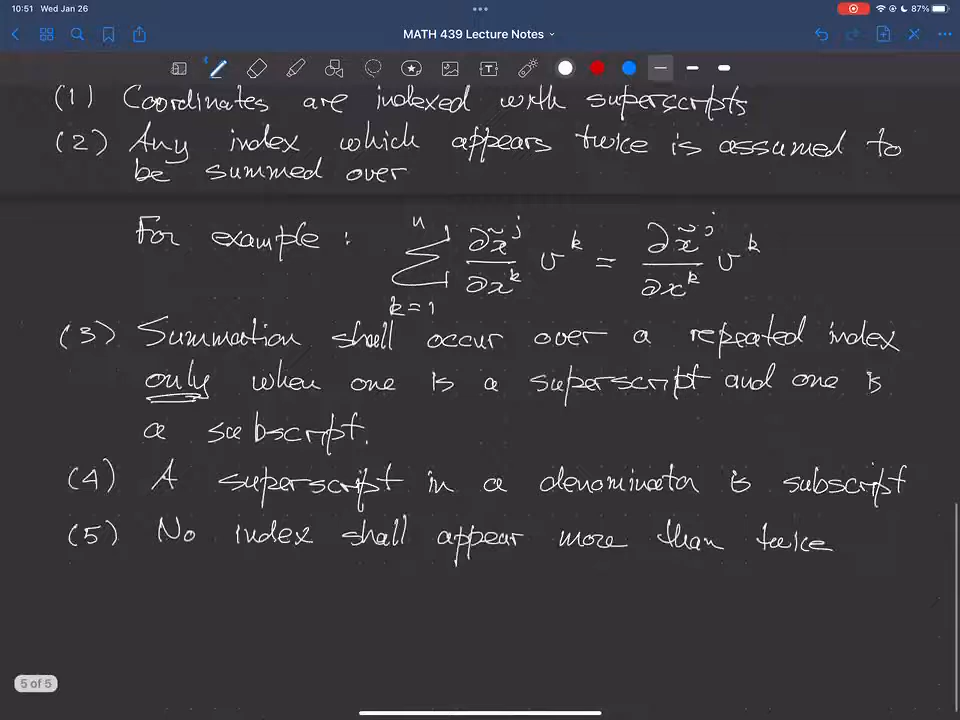 10:51 Wed Jan 26
87%
MATH 439 Lecture Notes
(1) Coordinates are indexed with superscripts
(2) Any index which appears twice is assumed to
be summed over
For example : \sum_{k=1}^{n} \frac{\partial \tilde{x}^j}{\partial x^k} v^k = \frac{\partial \tilde{x}^j}{\partial x^k} v^k
(3) Summation shall occur over a repeated index
only when one is a superscript and one is
a subscript.
(4) A superscript in a denominator is subscript
(5) No index shall appear more than twice
5 of 5